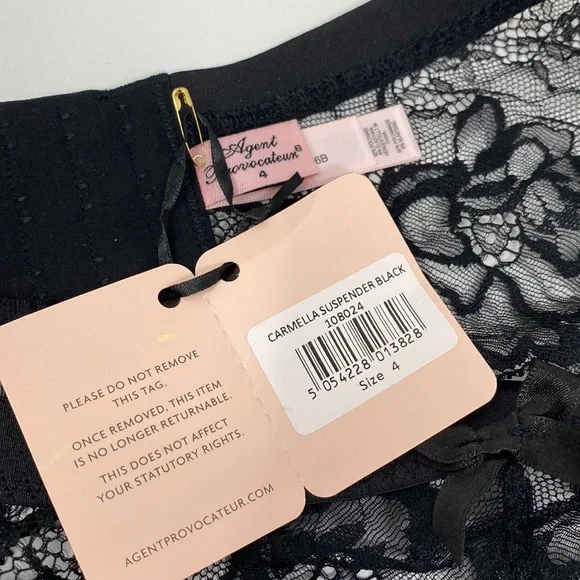 Agent
Provocateur®
4
6B
CARMELLA SUSPENDER BLACK
108024
5 054228 013828
Size 4
PLEASE DO NOT REMOVE
THIS TAG.
ONCE REMOVED, THIS ITEM
IS NO LONGER RETURNABLE.
THIS DOES NOT AFFECT
YOUR STATUTORY RIGHTS.
AGENTPROVOCATEUR.COM